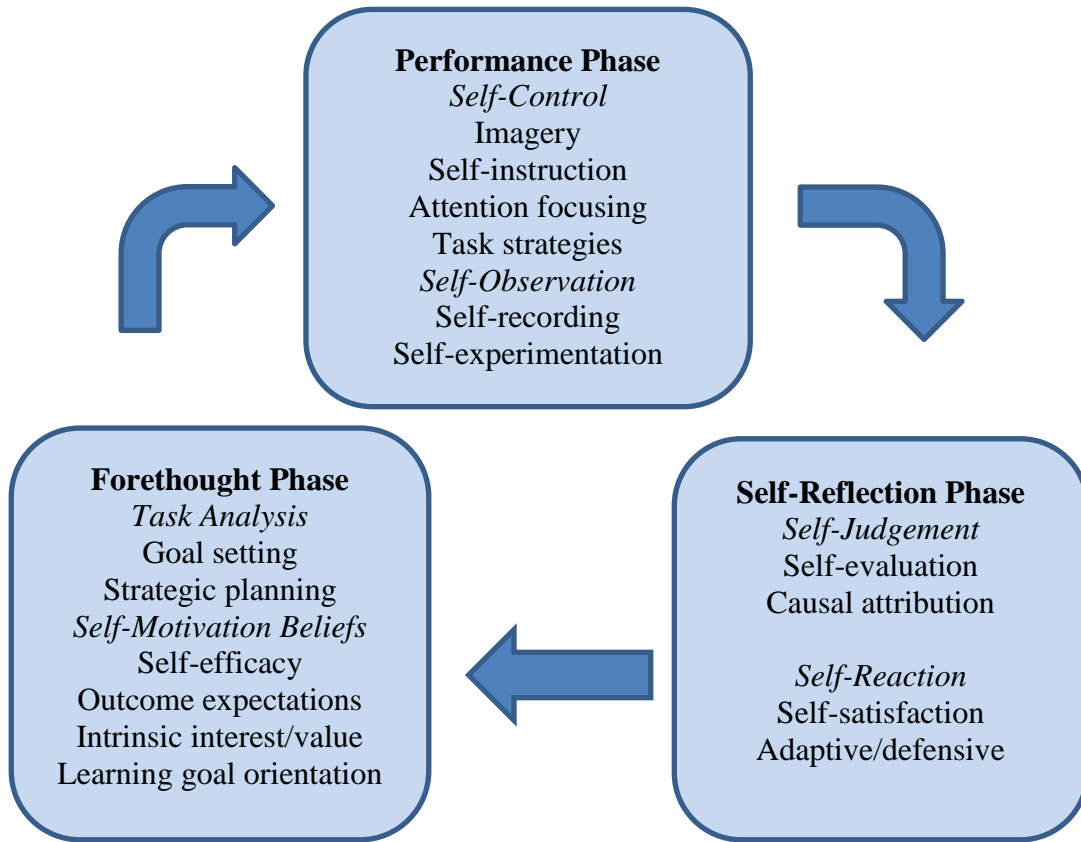 Performance Phase
Self-Control
Imagery
Self-instruction
Attention focusing
Task strategies
Self-Observation
Self-recording
Self-experimentation
Forethought Phase
Task Analysis
Goal setting
Strategic planning
Self-Motivation Beliefs
Self-efficacy
Outcome expectations
Intrinsic interest/value
Learning goal orientation
Self-Reflection Phase
Self-Judgement
Self-evaluation
Causal attribution
Self-Reaction
Self-satisfaction
Adaptive/defensive